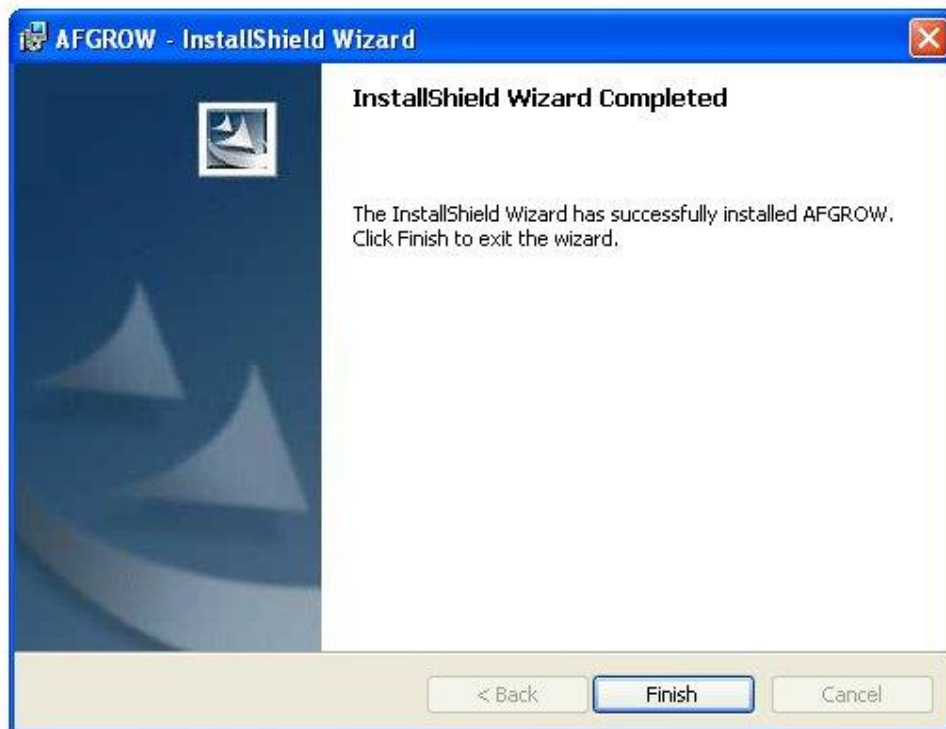 AFGROW - InstallShield Wizard
InstallShield Wizard Completed
The InstallShield Wizard has successfully installed AFGROW.
Click Finish to exit the wizard.
< Back
Finish
Cancel